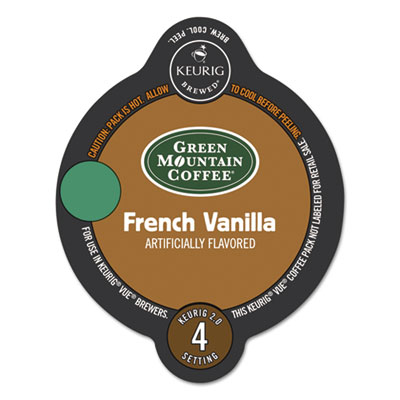 BREW. COOL. PEEL.
KEURIG
BREWED®
CAUTION: PACK IS HOT. ALLOW TO COOL BEFORE PEELING.
GREEN
MOUNTAIN
COFFEE®
French Vanilla
ARTIFICIALLY FLAVORED
FOR USE IN KEURIG® VUE® BREWERS.
THIS KEURIG® VUE® COFFEE PACK NOT LABELED FOR RETAIL SALE.
KEURIG 2.0
4
SETTING